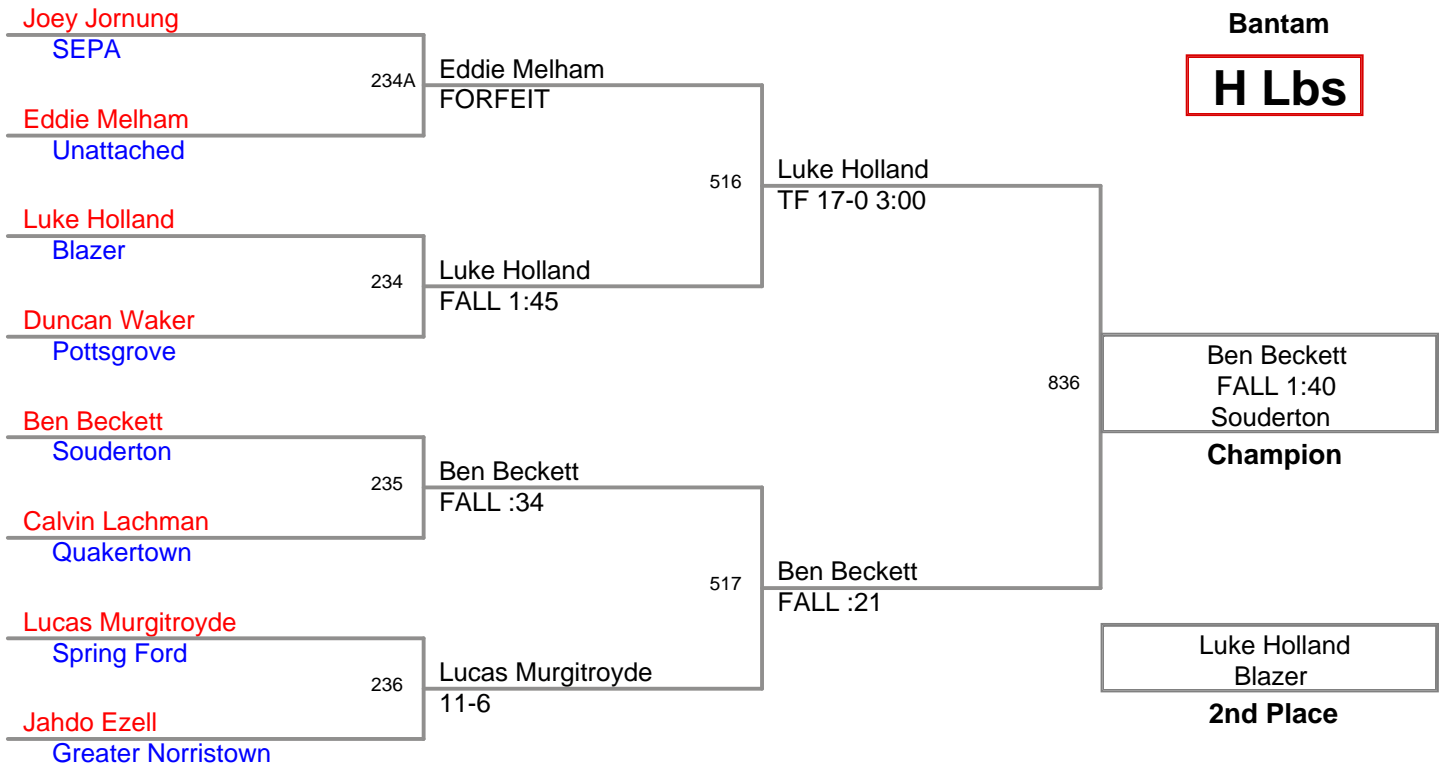 Joey Jornung
SEPA
234A
Eddie Melham
FORFEIT
Eddie Melham
Unattached
516
Luke Holland
TF 17-0 3:00
Luke Holland
Blazer
234
Luke Holland
FALL 1:45
Duncan Waker
Pottsgrove
836
Ben Beckett
FALL 1:40
Souderton
Champion
Ben Beckett
Souderton
235
Ben Beckett
FALL :34
Calvin Lachman
Quakertown
517
Ben Beckett
FALL :21
Lucas Murgitroyde
Spring Ford
236
Lucas Murgitroyde
11-6
Jahdo Ezell
Greater Norristown
Luke Holland
Blazer
2nd Place
Bantam
H Lbs